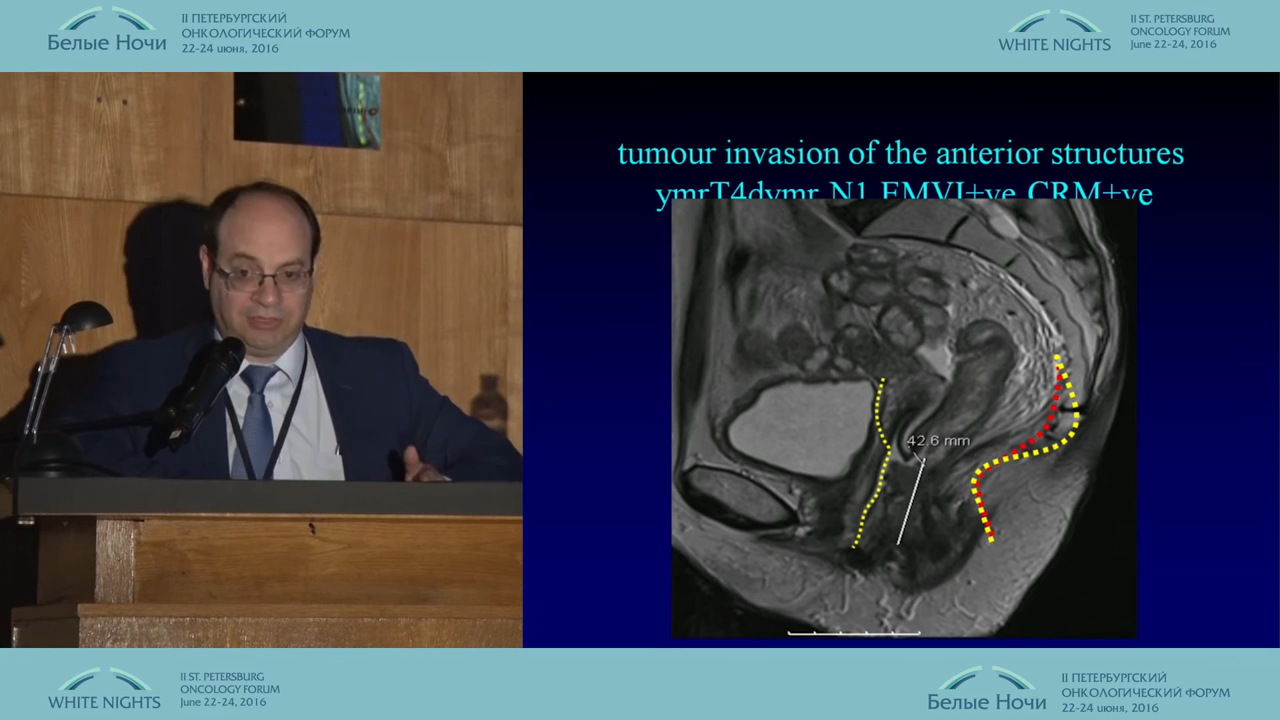 II ПЕТЕРБУРГСКИЙ
ОНКОЛОГИЧЕСКИЙ ФОРУМ
Белые Ночи
22-24 июня, 2016
II ST. PETERSBURG
ONCOLOGY FORUM
WHITE NIGHTS
June 22-24, 2016
tumour invasion of the anterior structures
ymrT4dymr N1 EMVI+ve CRM+ve
42.6 mm
II ST. PETERSBURG
ONCOLOGY FORUM
WHITE NIGHTS
June 22-24, 2016
II ПЕТЕРБУРГСКИЙ
ОНКОЛОГИЧЕСКИЙ ФОРУМ
Белые Ночи
22-24 июня, 2016